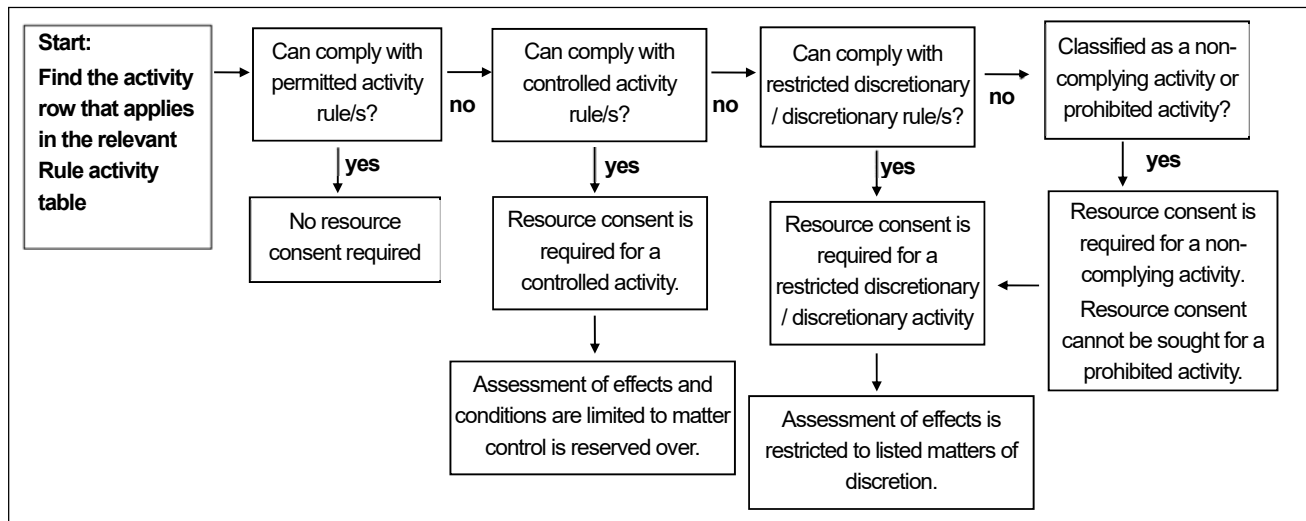 Start:
Find the activity
row that applies
in the relevant
Rule activity
table
Can comply with
permitted activity
rule/s?
no
yes
No resource
consent required
Can comply with
controlled activity
rule/s?
no
yes
Resource consent is
required for a
controlled activity.
Assessment of effects and
conditions are limited to matter
control is reserved over.
Can comply with
restricted discretionary
/ discretionary rule/s?
no
yes
Resource consent is
required for a
restricted discretionary
/ discretionary activity
Assessment of effects is
restricted to listed matters of
discretion.
Classified as a non-
complying activity or
prohibited activity?
yes
Resource consent is
required for a non-
complying activity.
Resource consent
cannot be sought for a
prohibited activity.